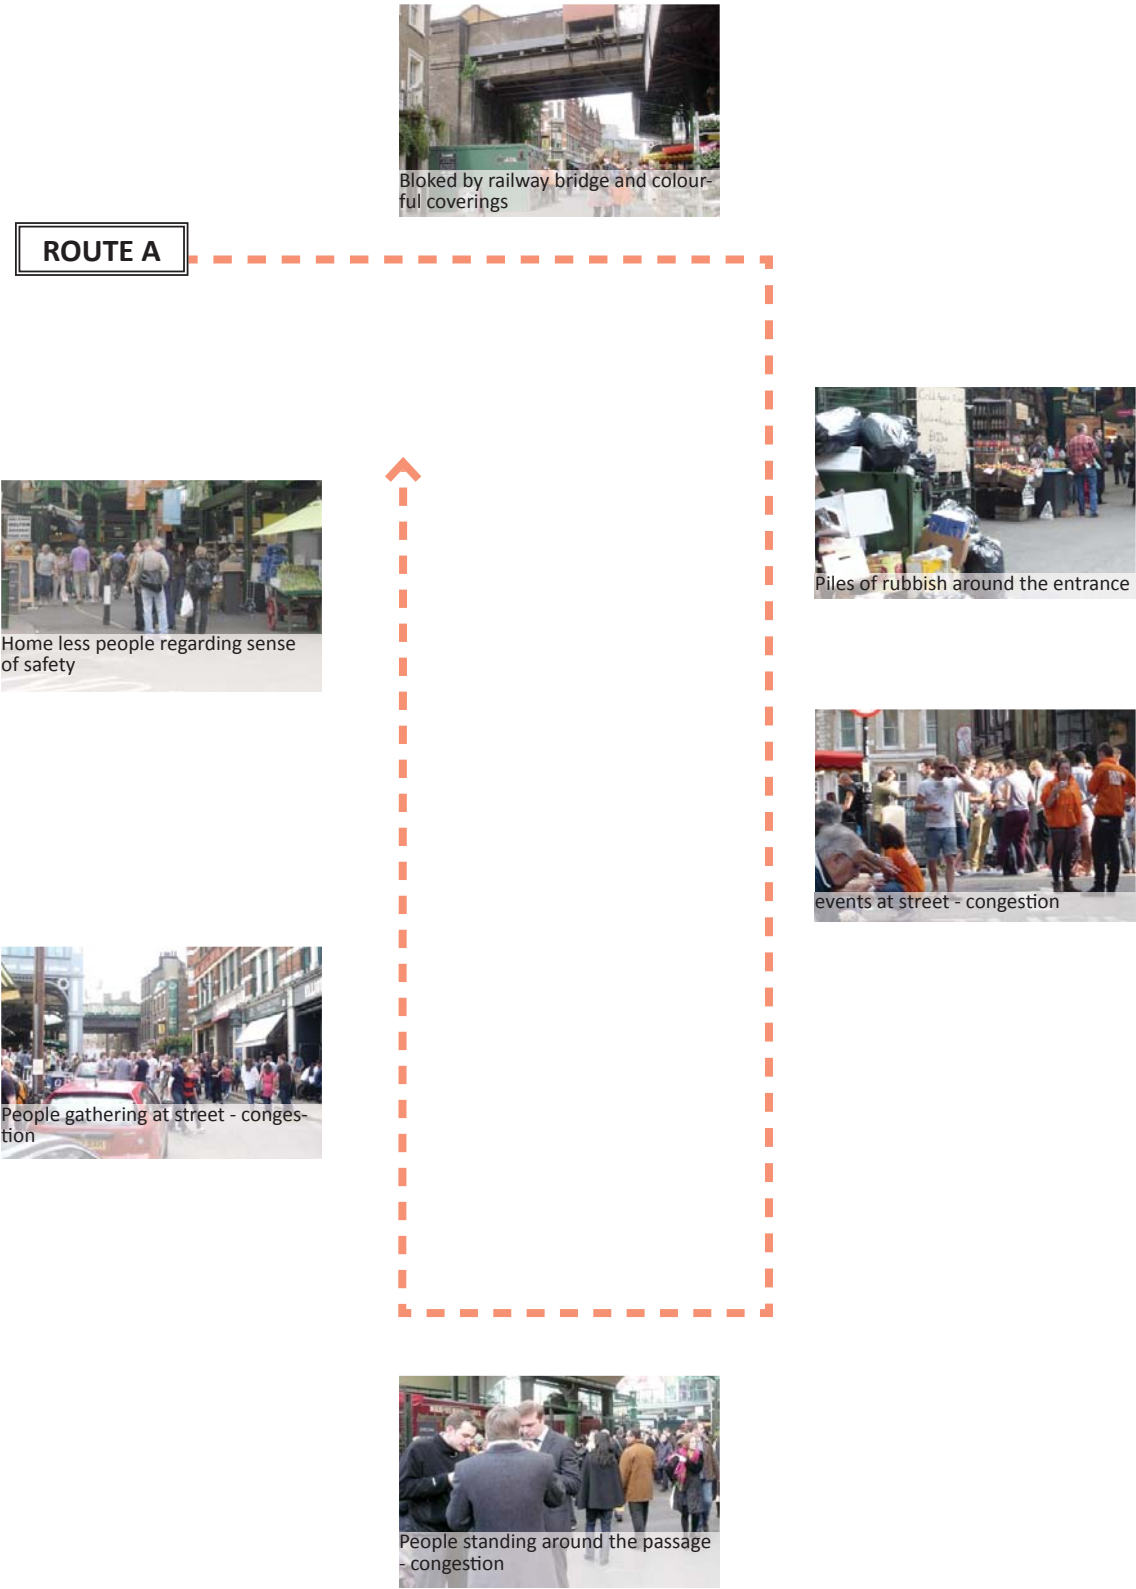 Bloked by railway bridge and colour-
ful coverings
ROUTE A
Piles of rubbish around the entrance
Home less people regarding sense
of safety
events at street - congestion
People gathering at street - conges-
tion
People standing around the passage
- congestion